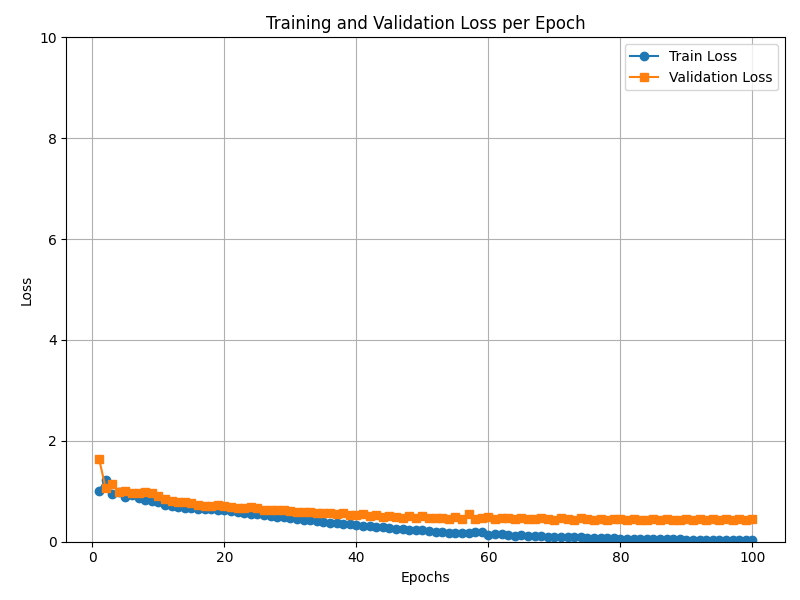 Training and Validation Loss per Epoch
Train Loss
Validation Loss
10
8
6
4
2
0
Loss
0 20 40 60 80 100
Epochs